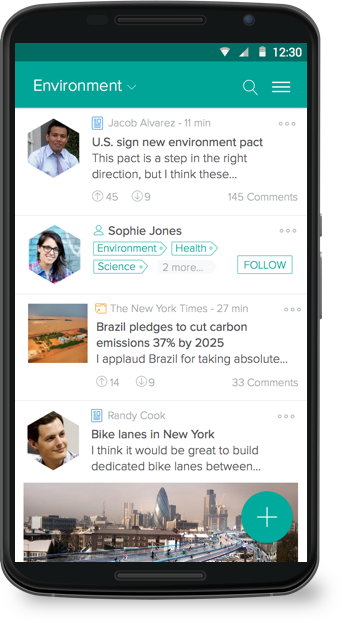 12:30
Environment
Jacob Alvarez - 11 min
U.S. sign new environment pact
This pact is a step in the right
direction, but I think these...
45 9 145 Comments
Sophie Jones
Environment Health
Science 2 more... FOLLOW
The New York Times - 27 min
Brazil pledges to cut carbon
emissions 37% by 2025
I applaud Brazil for taking absolute...
14 9 33 Comments
Randy Cook
Bike lanes in New York
I think it would be great to build
dedicated bike lanes between...